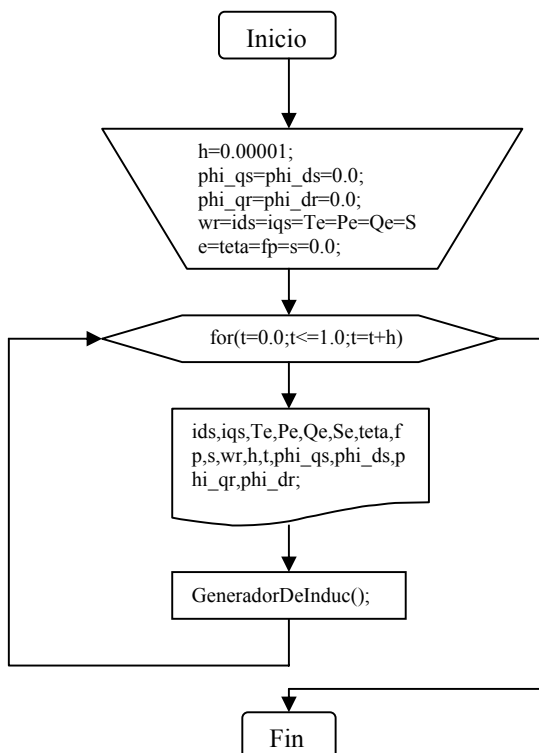 Inicio
h=0.00001;
phi_qs=phi_ds=0.0;
phi_qr=phi_dr=0.0;
wr=ids=iqs=Te=Pe=Qe=S
e=teta=fp=s=0.0;
for(t=0.0;t<=1.0;t=t+h)
ids,iqs,Te,Pe,Qe,Se,teta,f
p,s,wr,h,t,phi_qs,phi_ds,p
hi_qr,phi_dr;
GeneradorDeInduc();
Fin